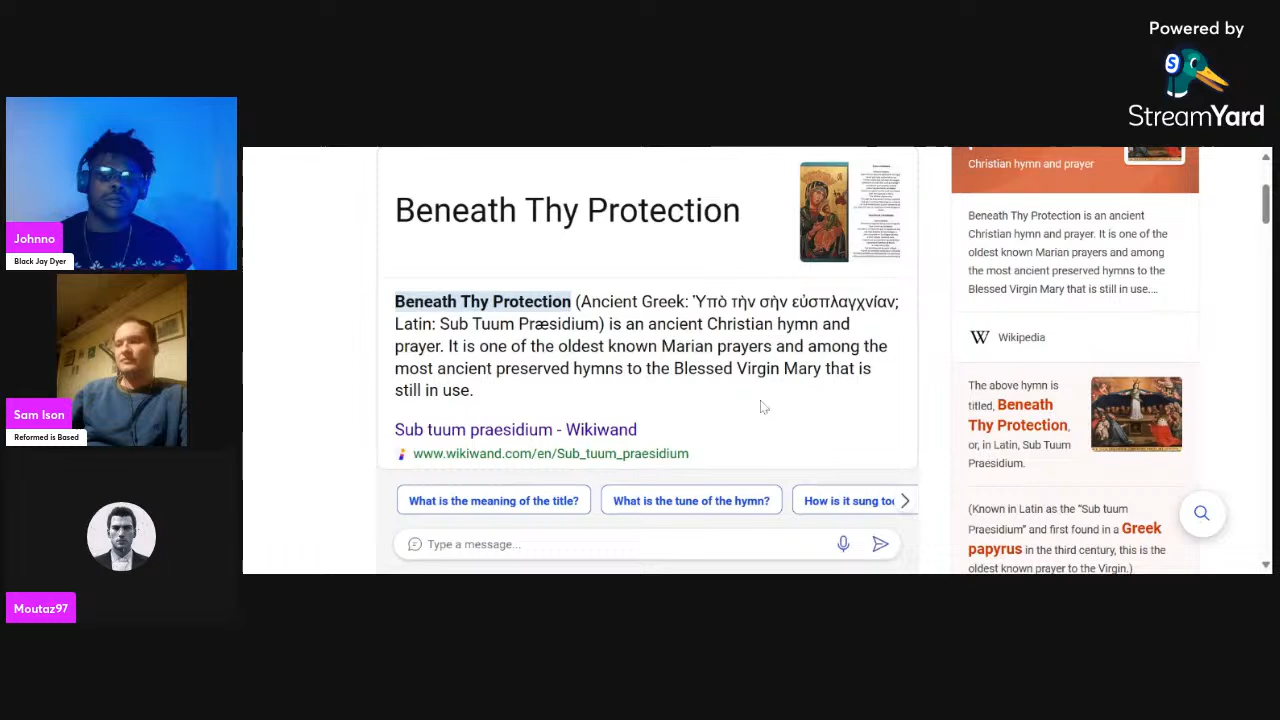 Powered by
StreamYard
Johnno
Black Jay Dyer
Sam Ison
Reformed is Based
Moutaz97
Beneath Thy Protection
Beneath Thy Protection (Ancient Greek: Ὑπὸ τὴν σὴν εὐσπλαγχνίαν;
Latin: Sub Tuum Præsidium) is an ancient Christian hymn and
prayer. It is one of the oldest known Marian prayers and among the
most ancient preserved hymns to the Blessed Virgin Mary that is
still in use.
Sub tuum praesidium - Wikiwand
www.wikiwand.com/en/Sub_tuum_praesidium
What is the meaning of the title?
What is the tune of the hymn?
How is it sung
Type a message...
Christian hymn and prayer
Beneath Thy Protection is an ancient
Christian hymn and prayer. It is one of the
oldest known Marian prayers and among
the most ancient preserved hymns to the
Blessed Virgin Mary that is still in use....
W Wikipedia
The above hymn is
titled, Beneath
Thy Protection,
or, in Latin, Sub Tuum
Praesidium.
(Known in Latin as the "Sub tuum
Praesidium" and first found in a Greek
papyrus in the third century, this is the
oldest known prayer to the Virgin.)